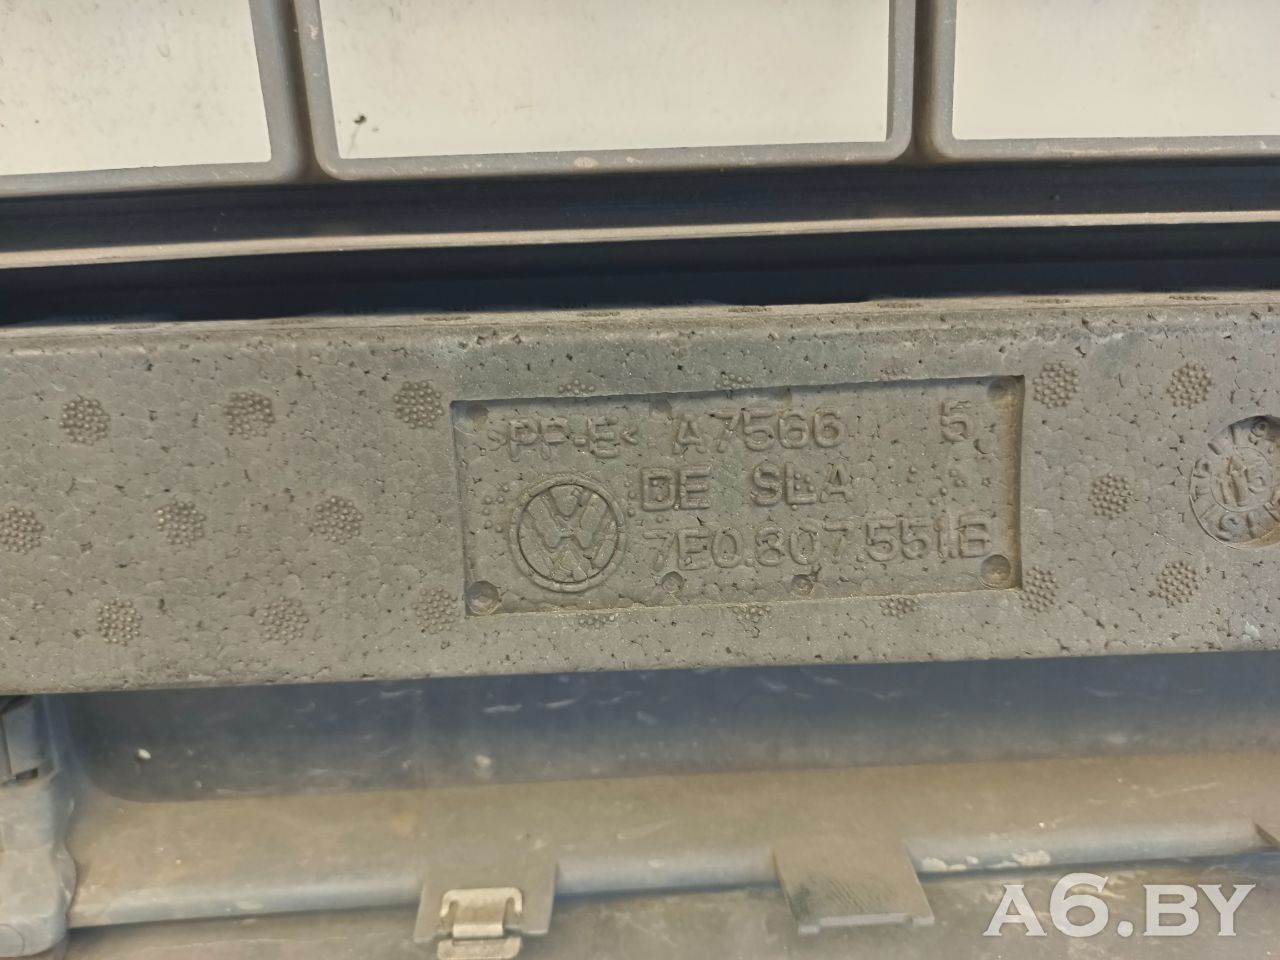 >PP-E< A7566 5
DE SLA
7E0.807.551.B
A6.BY